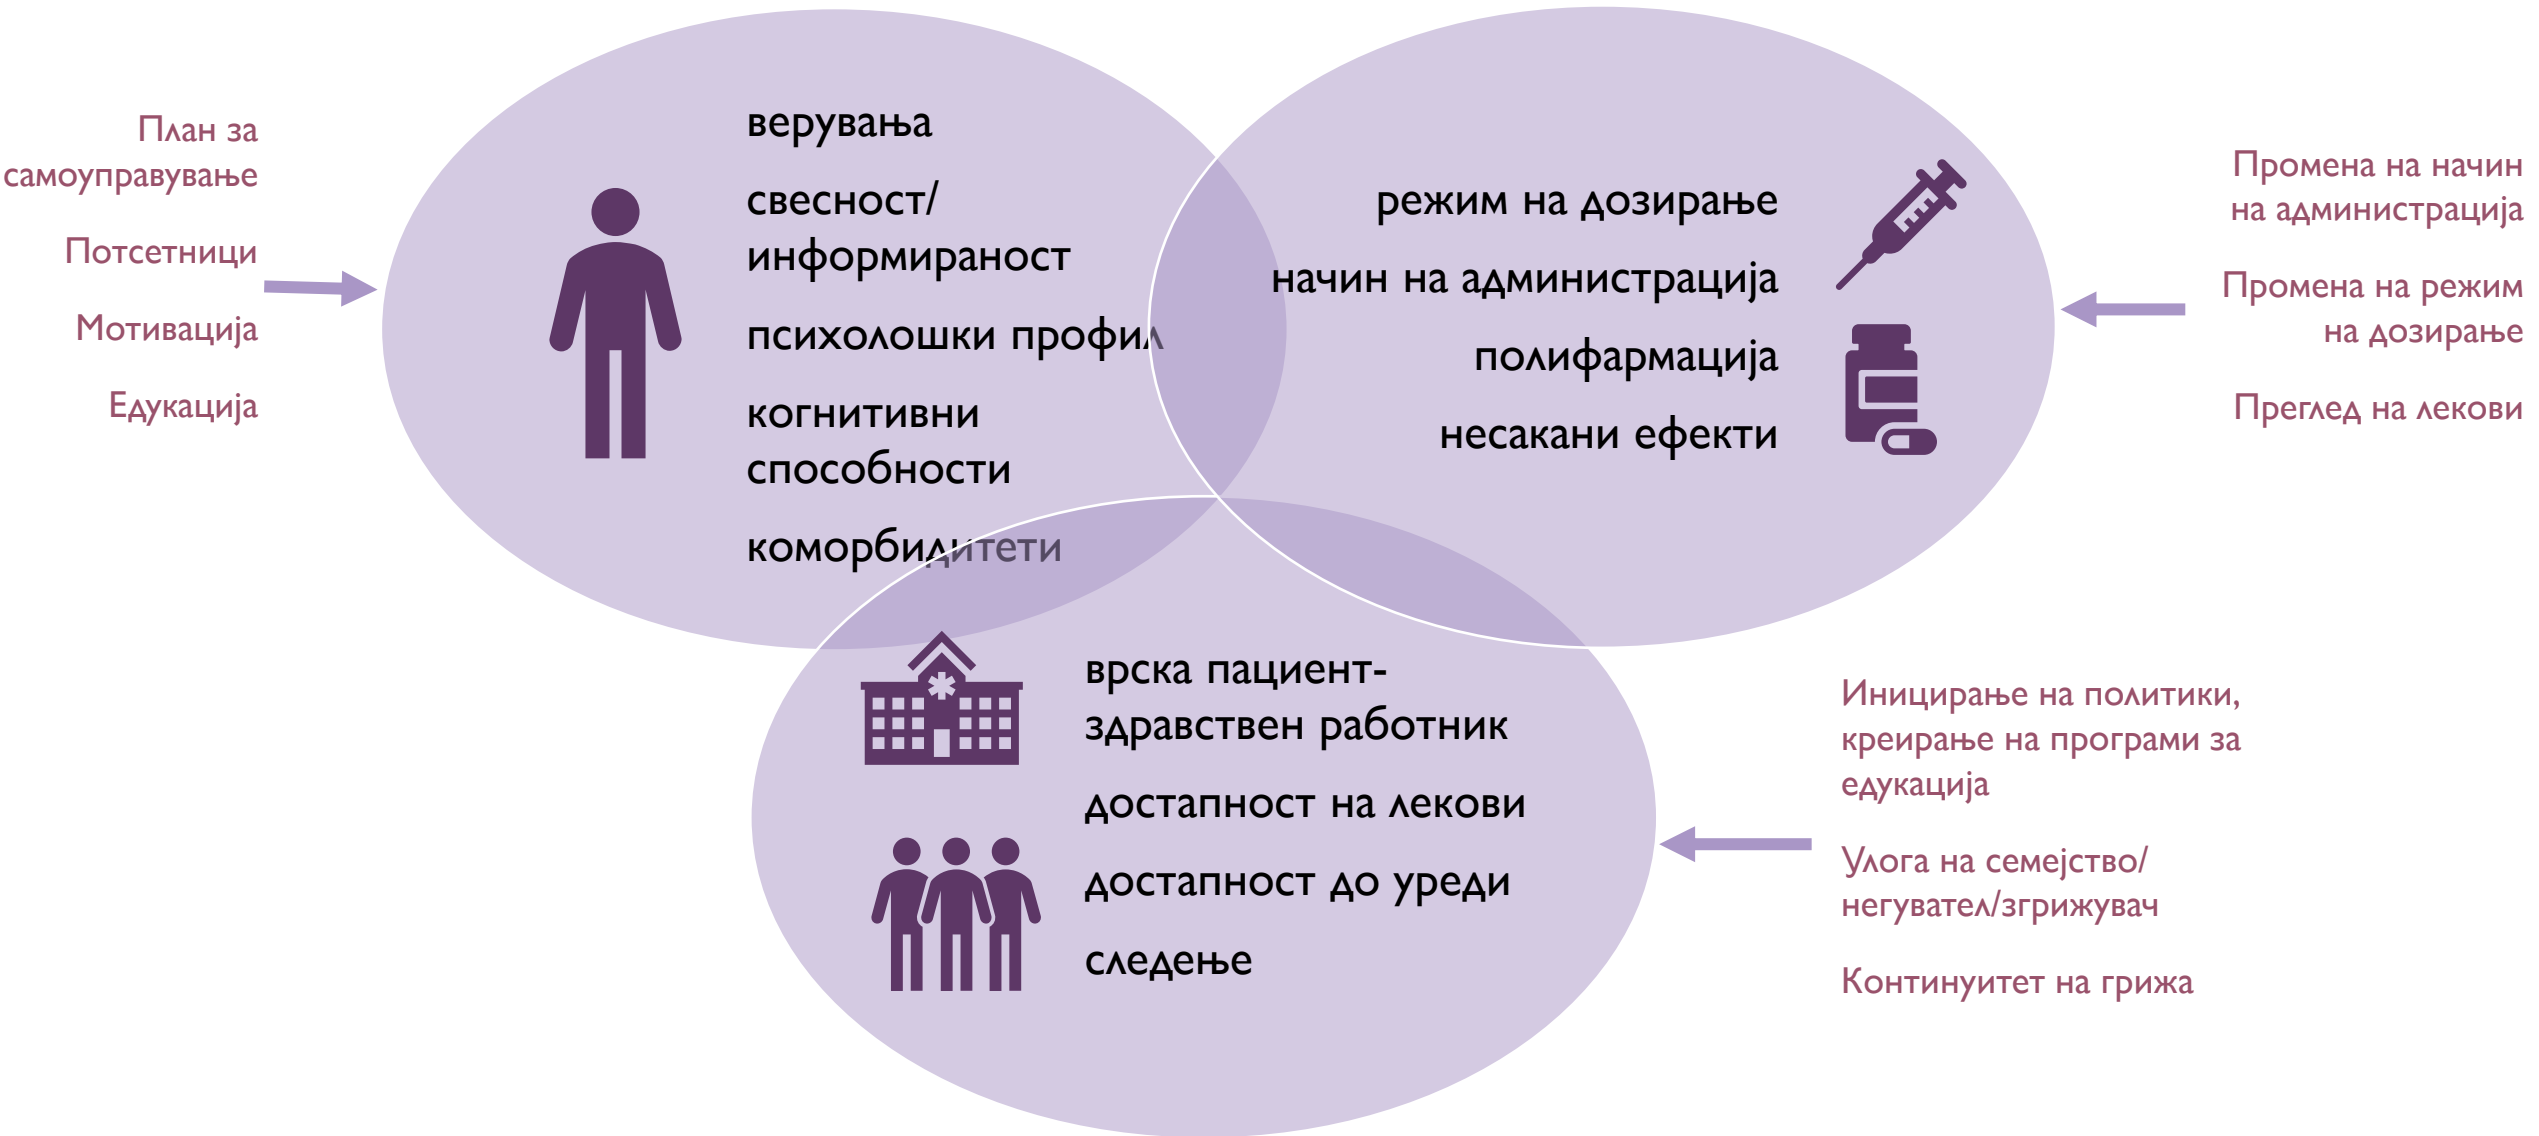 План за
самоуправување
Потсетници
Мотивација
Едукација
верувања
свесност/
информираност
психолошки профил
когнитивни
способности
коморбидитети
режим на дозирање
начин на администрација
полифармација
несакани ефекти
Промена на начин
на администрација
Промена на режим
на дозирање
Преглед на лекови
врска пациент-
здравствен работник
достапност на лекови
достапност до уреди
следење
Иницирање на политики,
креирање на програми за
едукација
Улога на семејство/
негувател/згрижувач
Континуитет на грижа